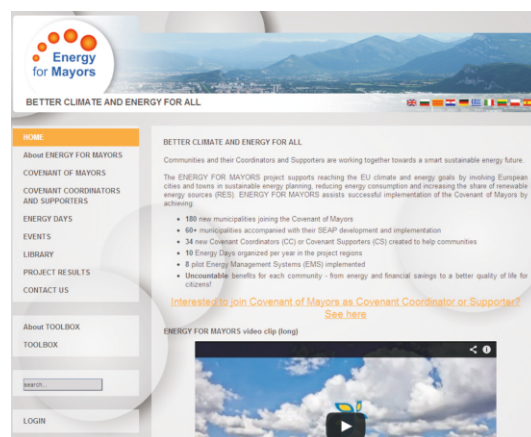 Energy
for Mayors
BETTER CLIMATE AND ENERGY FOR ALL
HOME
About ENERGY FOR MAYORS
COVENANT OF MAYORS
COVENANT COORDINATORS
AND SUPPORTERS
ENERGY DAYS
EVENTS
LIBRARY
PROJECT RESULTS
CONTACT US
About TOOLBOX
TOOLBOX
search...
LOGIN
BETTER CLIMATE AND ENERGY FOR ALL
Communities and their Coordinators and Supporters are working together towards a smart sustainable energy future.
The ENERGY FOR MAYORS project supports reaching the EU climate and energy goals by involving European
cities and towns in sustainable energy planning, reducing energy consumption and increasing the share of renewable
energy sources (RES). ENERGY FOR MAYORS assists successful implementation of the Covenant of Mayors by
achieving:
180 new municipalities joining the Covenant of Mayors
60+ municipalities accompanied with their SEAP development and implementation
34 new Covenant Coordinators (CC) or Covenant Supporters (CS) created to help communities
10 Energy Days organized per year in the project regions
8 pilot Energy Management Systems (EMS) implemented
Uncountable benefits for each community - from energy and financial savings to a better quality of life for
citizens!
Interested to join Covenant of Mayors as Covenant Coordinator or Supporter?
See here
ENERGY FOR MAYORS video clip (long)